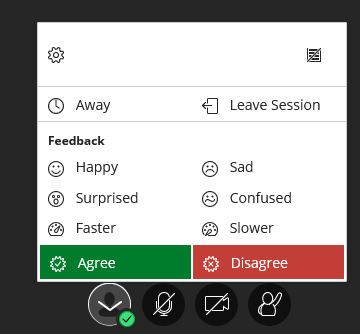 Away Leave Session
Feedback
Happy Sad
Surprised Confused
Faster Slower
Agree Disagree